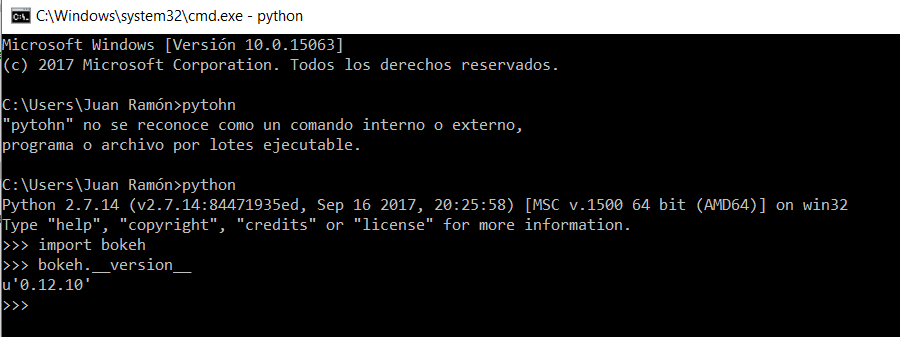 C:\Windows\system32\cmd.exe - python
Microsoft Windows [Versión 10.0.15063]
(c) 2017 Microsoft Corporation. Todos los derechos reservados.
C:\Users\Juan Ramón>pytohn
"pytohn" no se reconoce como un comando interno o externo,
programa o archivo por lotes ejecutable.
C:\Users\Juan Ramón>python
Python 2.7.14 (v2.7.14:84471935ed, Sep 16 2017, 20:25:58) [MSC v.1500 64 bit (AMD64)] on win32
Type "help", "copyright", "credits" or "license" for more information.
>>> import bokeh
>>> bokeh.__version__
u'0.12.10'
>>>